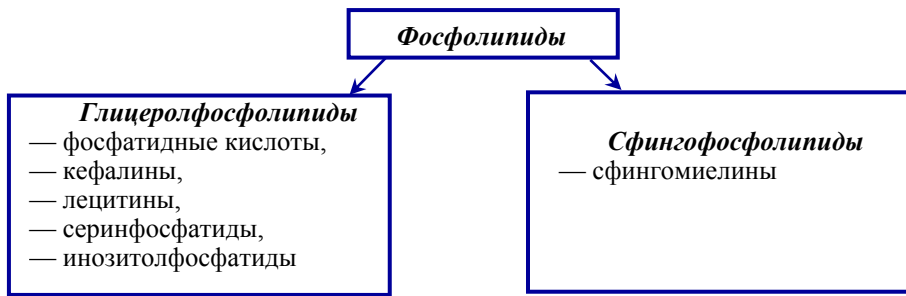 Фосфолипиды
Глицеролфосфолипиды
— фосфатидные кислоты,
— кефалины,
— лецитины,
— серинфосфатиды,
— инозитолфосфатиды
Сфингофосфолипиды
— сфингомиелины